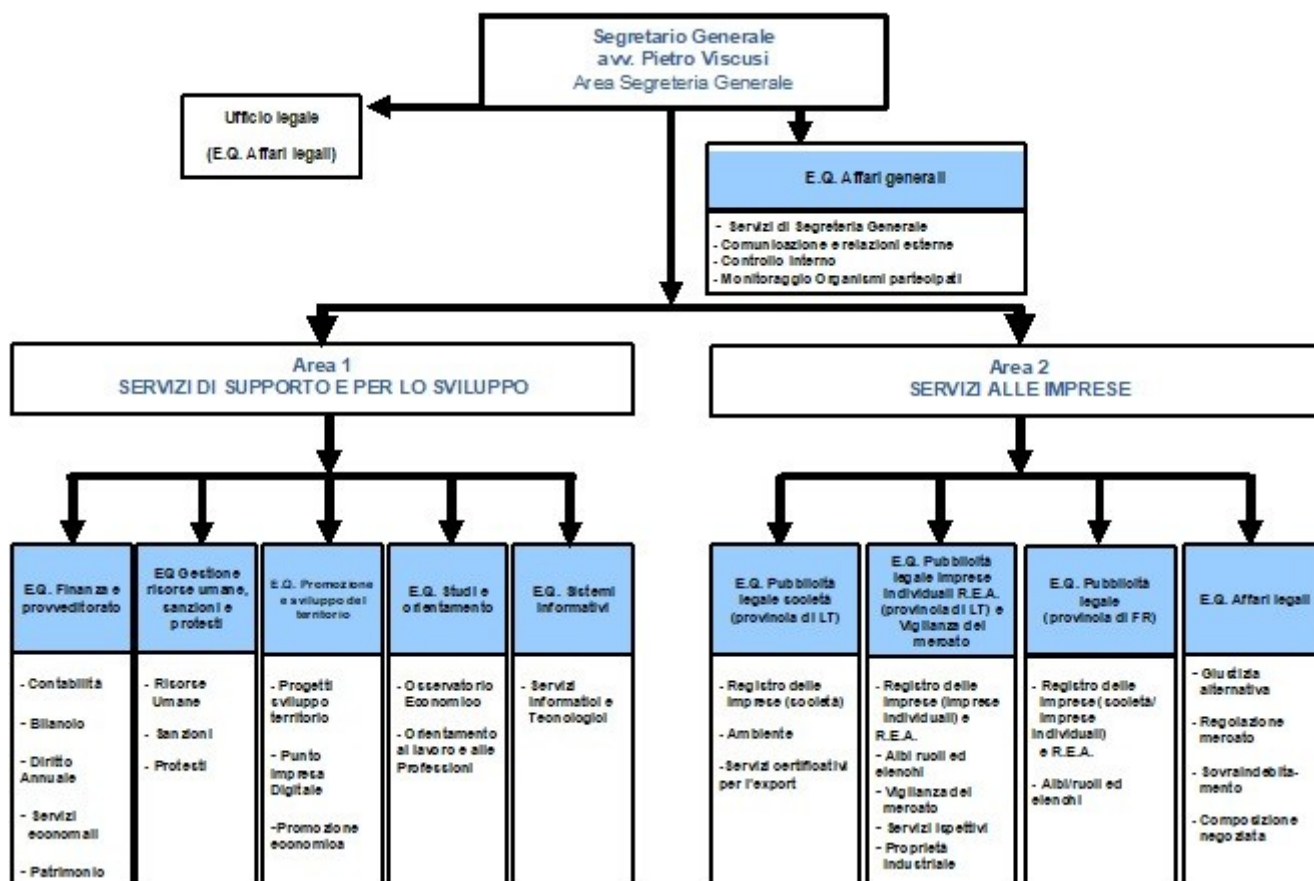 Segretario Generale
avv. Pietro Viscusi
Area Segreteria Generale
Ufficio legale
(E.Q. Affari legali)
E.Q. Affari generali
- Servizi di Segreteria Generale
- Comunicazione e relazioni esterne
- Controllo Interno
- Monitoraggio Organismi partecipati
Area 1
SERVIZI DI SUPPORTO E PER LO SVILUPPO
Area 2
SERVIZI ALLE IMPRESE
E.Q. Finanza e
provveditorato
- Contabilità
- Bilancio
- Diritto
Annuale
- Servizi
economali
- Patrimonio
EQ Gestione
risorse umane,
sanzioni e
protesti
- Risorse
Umane
- Sanzioni
- Protesti
E.Q. Promozione
e sviluppo del
territorio
- Progetti
sviluppo
territorio
- Punto
Impresa
Digitale
-Promozione
economica
E.Q. Studi e
orientamento
- Osservatorio
Economico
- Orientamento
al lavoro e alle
Professioni
E.Q. Sistemi
Informativi
- Servizi
Informatici e
Tecnologici
E.Q. Pubblicità
legale società
(provincia di LT)
- Registro delle
Imprese (società)
- Ambiente
-Servizi certificativi
per l'export
E.Q. Pubblicità
legale Imprese
Individuali R.E.A.
(provincia di LT) e
Vigilanza del
mercato
- Registro delle
Imprese (Imprese
Individuali) e
R.E.A.
- Albi ruoli ed
elenchi
- Vigilanza del
mercato
- Servizi Ispettivi
- Proprietà
Industriale
E.Q. Pubblicità
legale
(provincia di FR)
- Registro delle
Imprese (società/
Imprese
Individuali)
e R.E.A.
- Albi/ruoli ed
elenchi
E.Q. Affari legali
- Giustizia
alternativa
- Regolazione
mercato
- Sovraindebita-
mento
- Composizione
negoziata